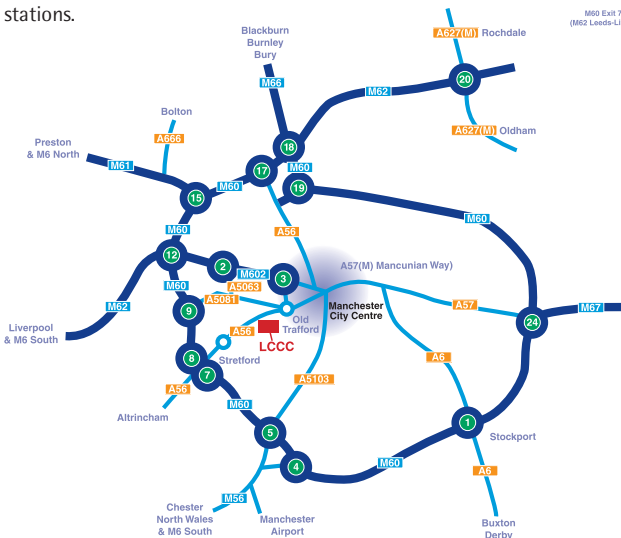 stations.
M60 Exit 7
(M62 Leeds-Li
A627(M) Rochdale
Blackburn
Burnley
Bury
20
M66
M62
Bolton
A627(M) Oldham
A666
Preston
& M6 North
18
M61
M60
17
19
M60
15
M60
M60
A56
12
2
3
A57(M) Mancunian Way)
M602
A5063
M60
A5081
M62
9
Manchester
City Centre
A57
M67
Old
Trafford
24
Liverpool
& M6 South
A56
LCCC
8
Stretford
A6
7
A5103
A56
M60
Altrincham
1
5
Stockport
4
M60
A6
M56
Chester
North Wales
& M6 South
Manchester
Airport
Buxton
Derby